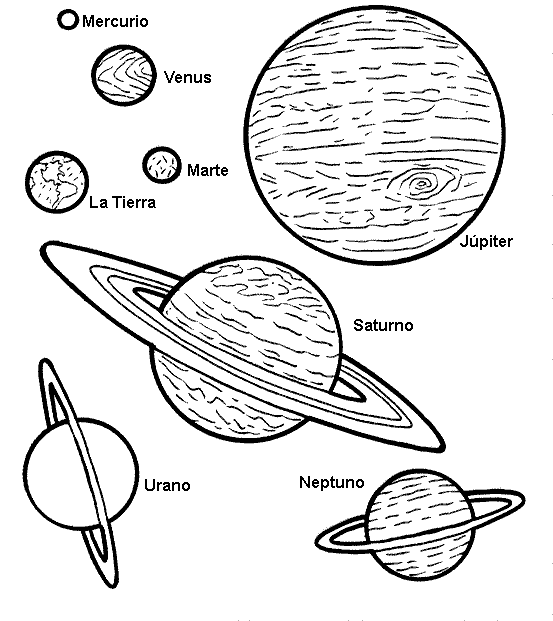 Mercurio
Venus
Marte
La Tierra
Júpiter
Saturno
Urano
Neptuno